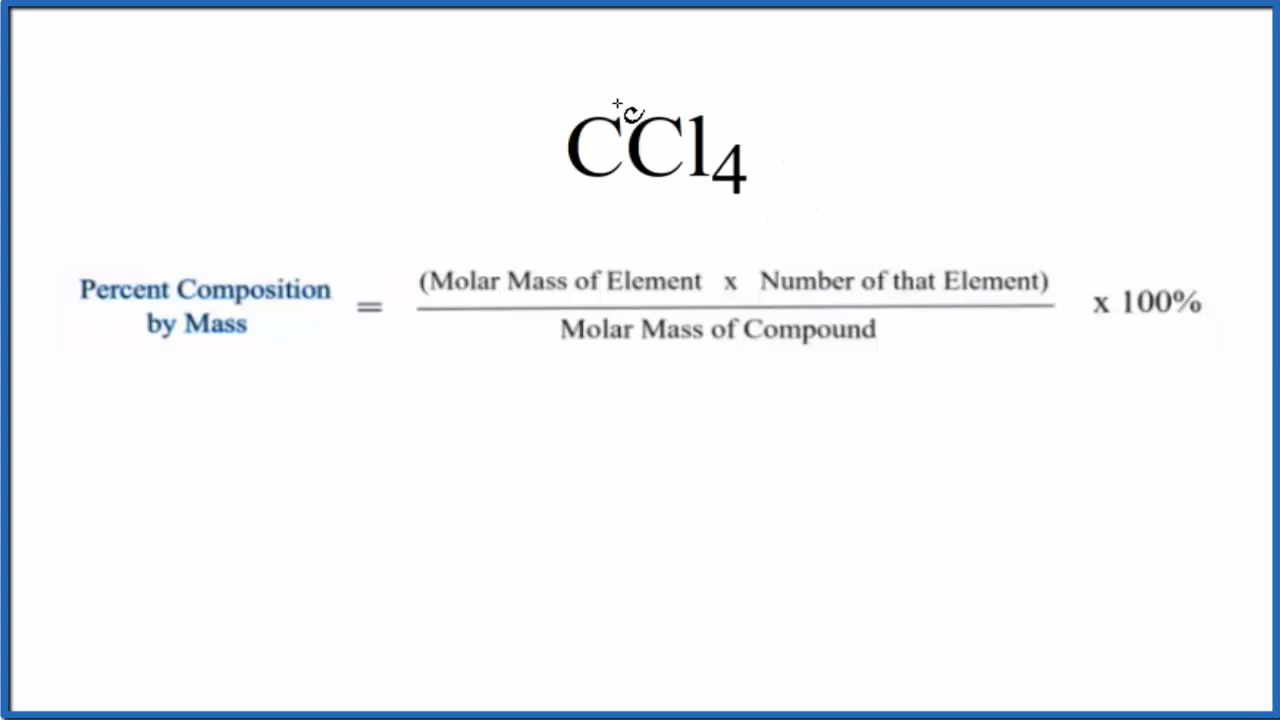 CCl₄
Percent Composition
by Mass
=
(Molar Mass of Element x Number of that Element)
Molar Mass of Compound
x 100%